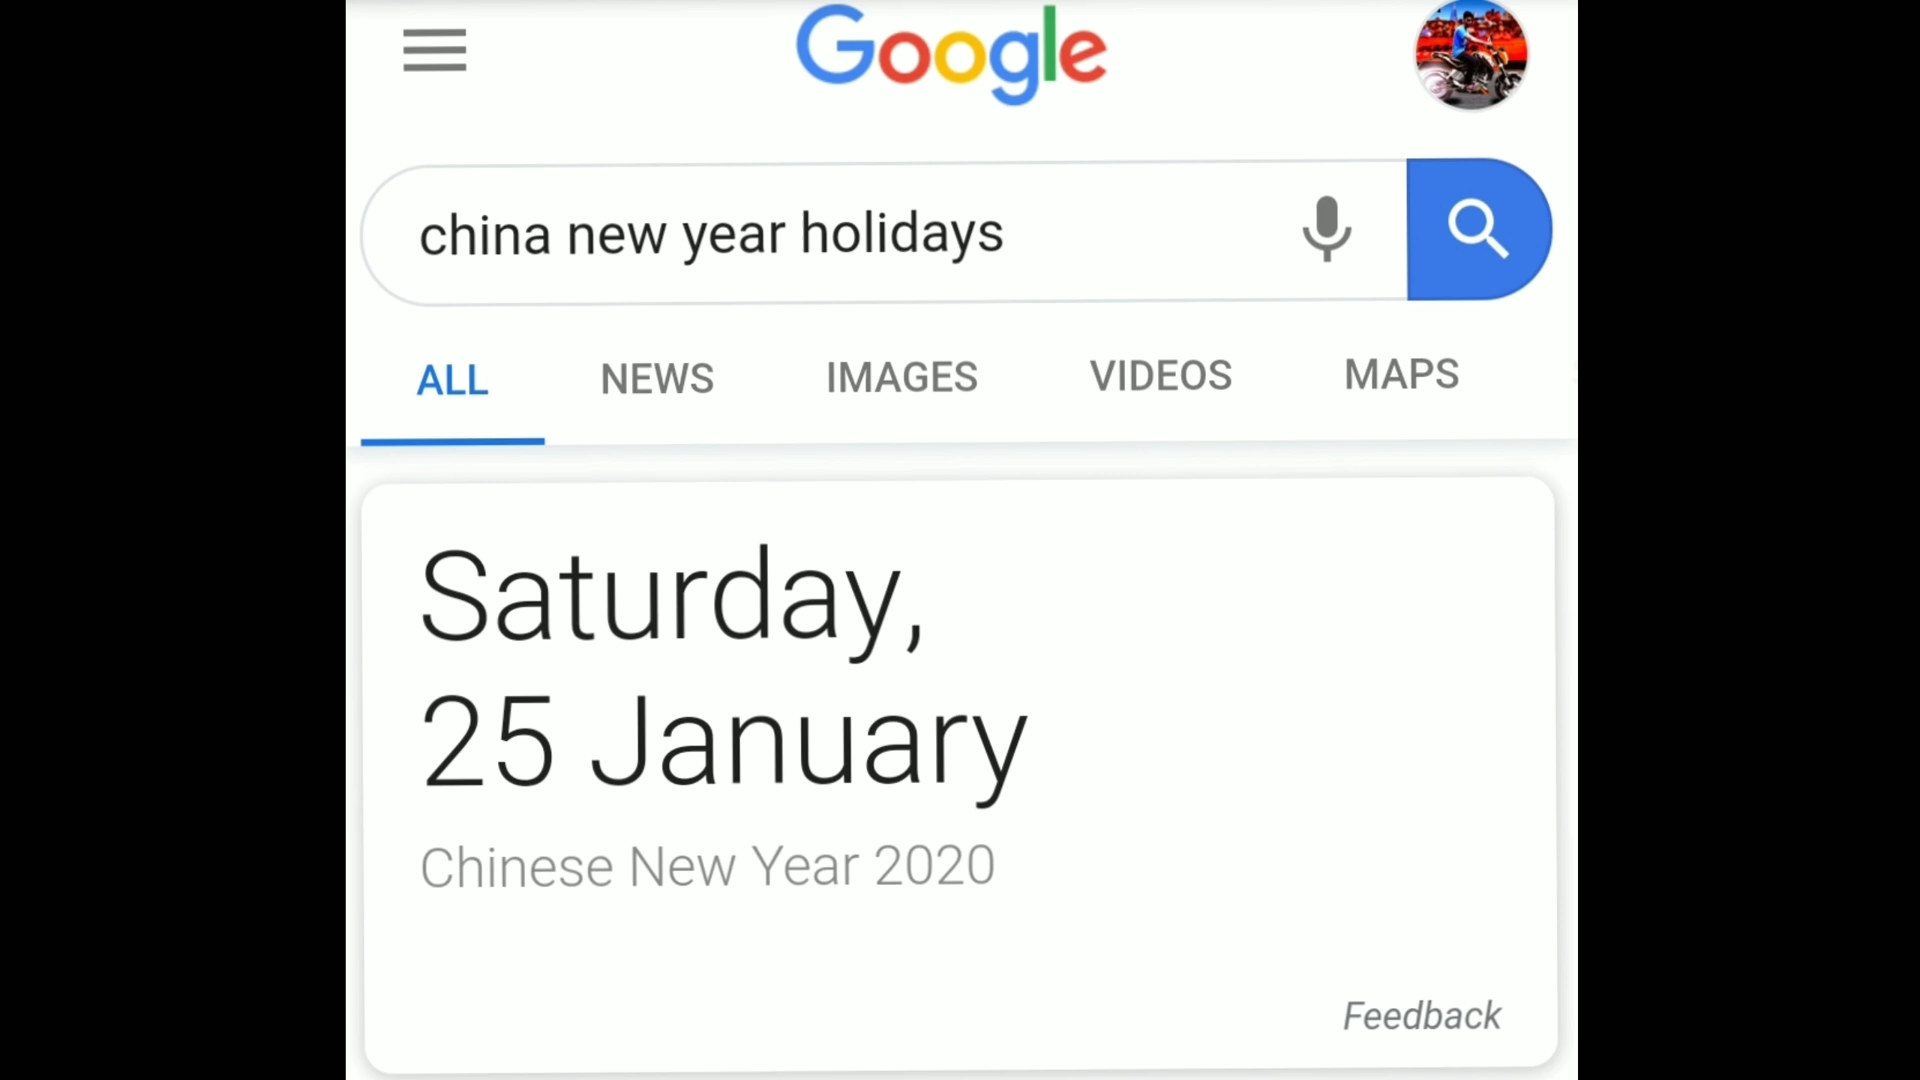 Google
china new year holidays
ALL NEWS IMAGES VIDEOS MAPS
Saturday,
25 January
Chinese New Year 2020
Feedback